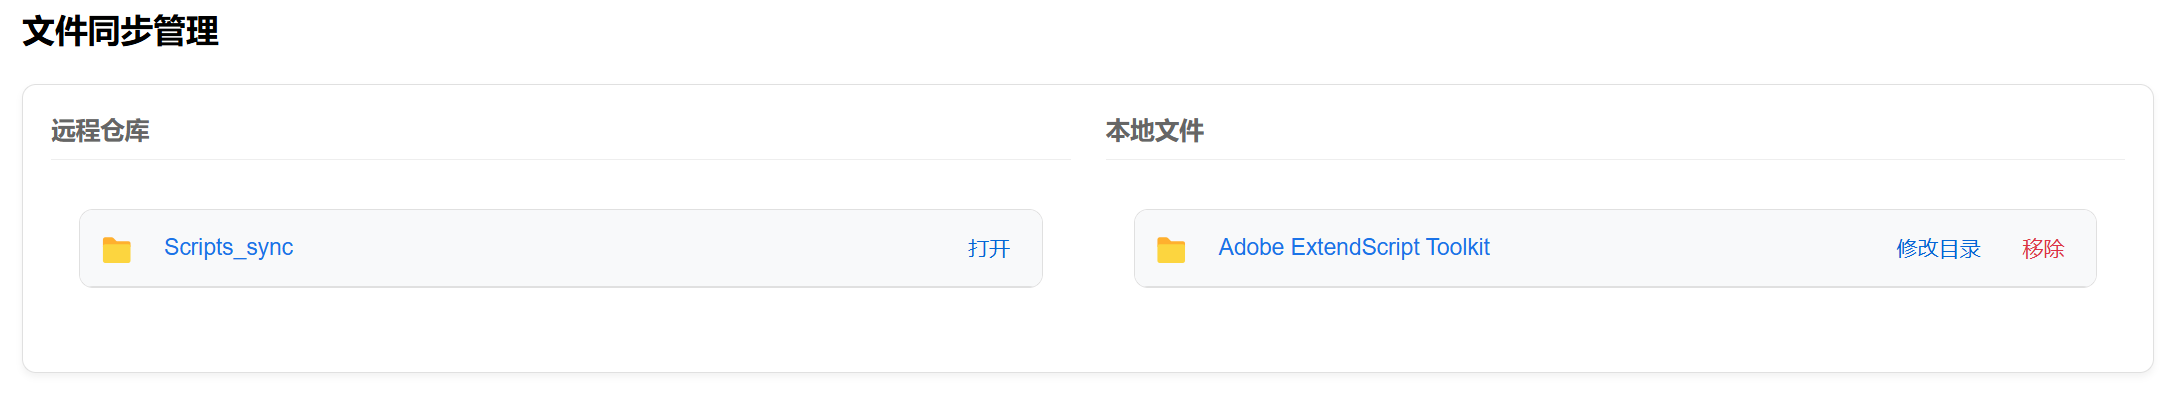 文件同步管理
远程仓库
Scripts_sync 打开
本地文件
Adobe ExtendScript Toolkit 修改目录 移除